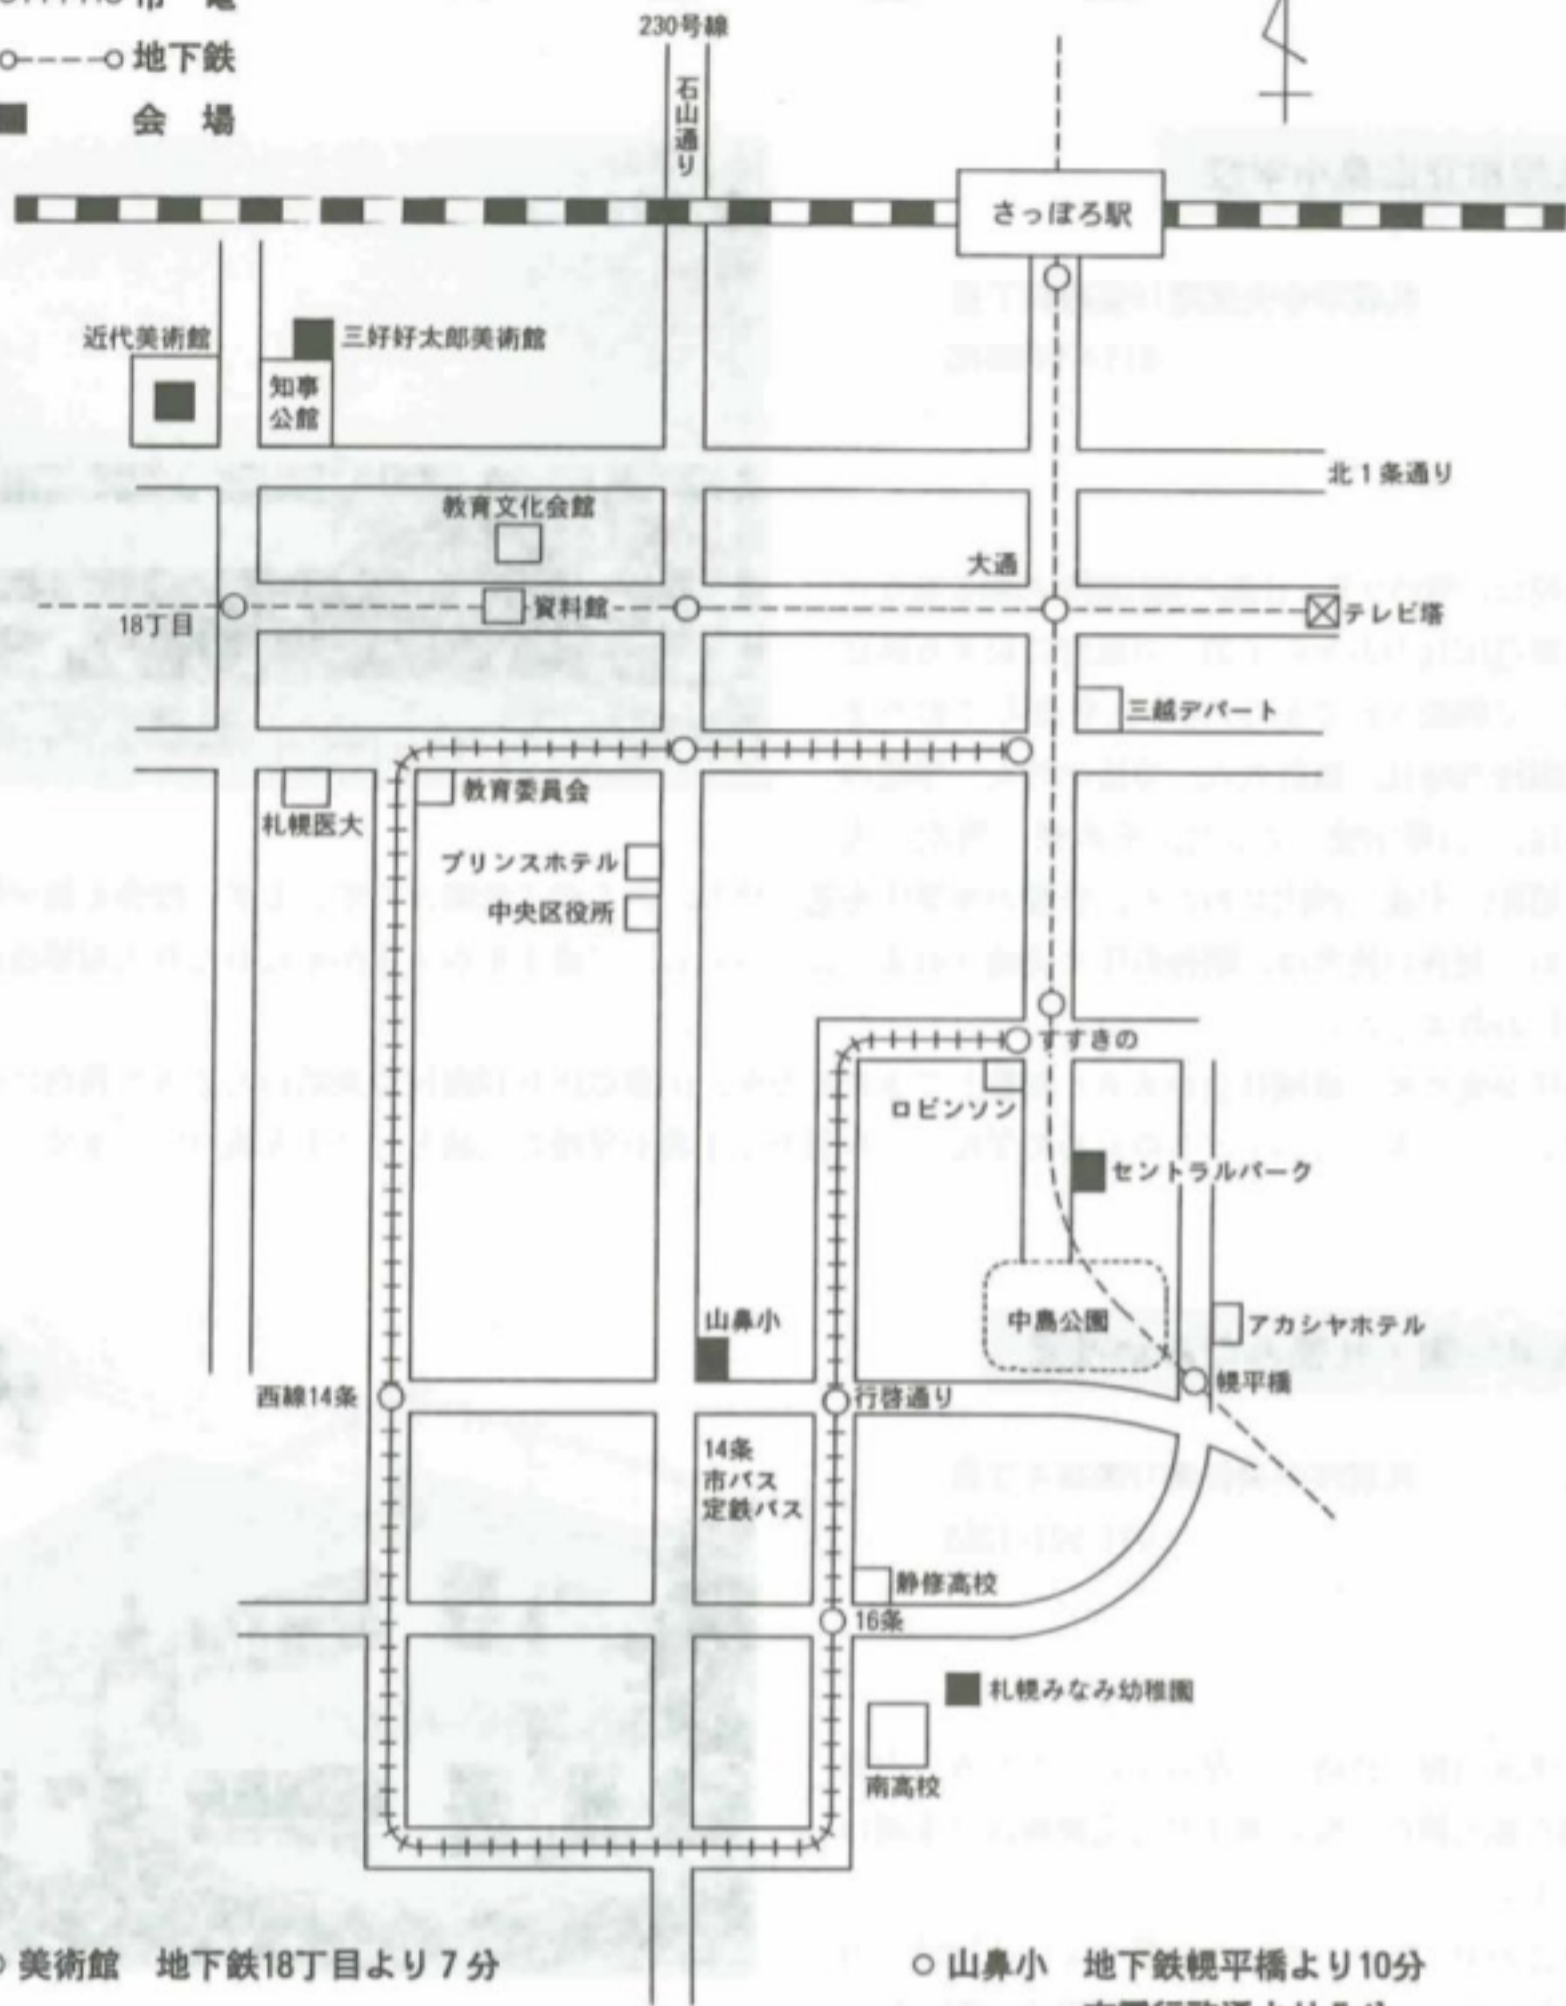 市電
地下鉄
会場
230号線
石山通り
さっぽろ駅
近代美術館
三好好太郎美術館
知事
公館
北1条通り
教育文化会館
大通
18丁目
資料館
テレビ塔
三越デパート
教育委員会
札幌医大
プリンスホテル
中央区役所
すすきの
ロビンソン
セントラルパーク
山鼻小
中島公園
アカシヤホテル
西線14条
行啓通り
幌平橋
14条
市バス
定鉄バス
静修高校
16条
札幌みなみ幼稚園
南高校
○ 美術館 地下鉄18丁目より7分
○ 山鼻小 地下鉄幌平橋より10分